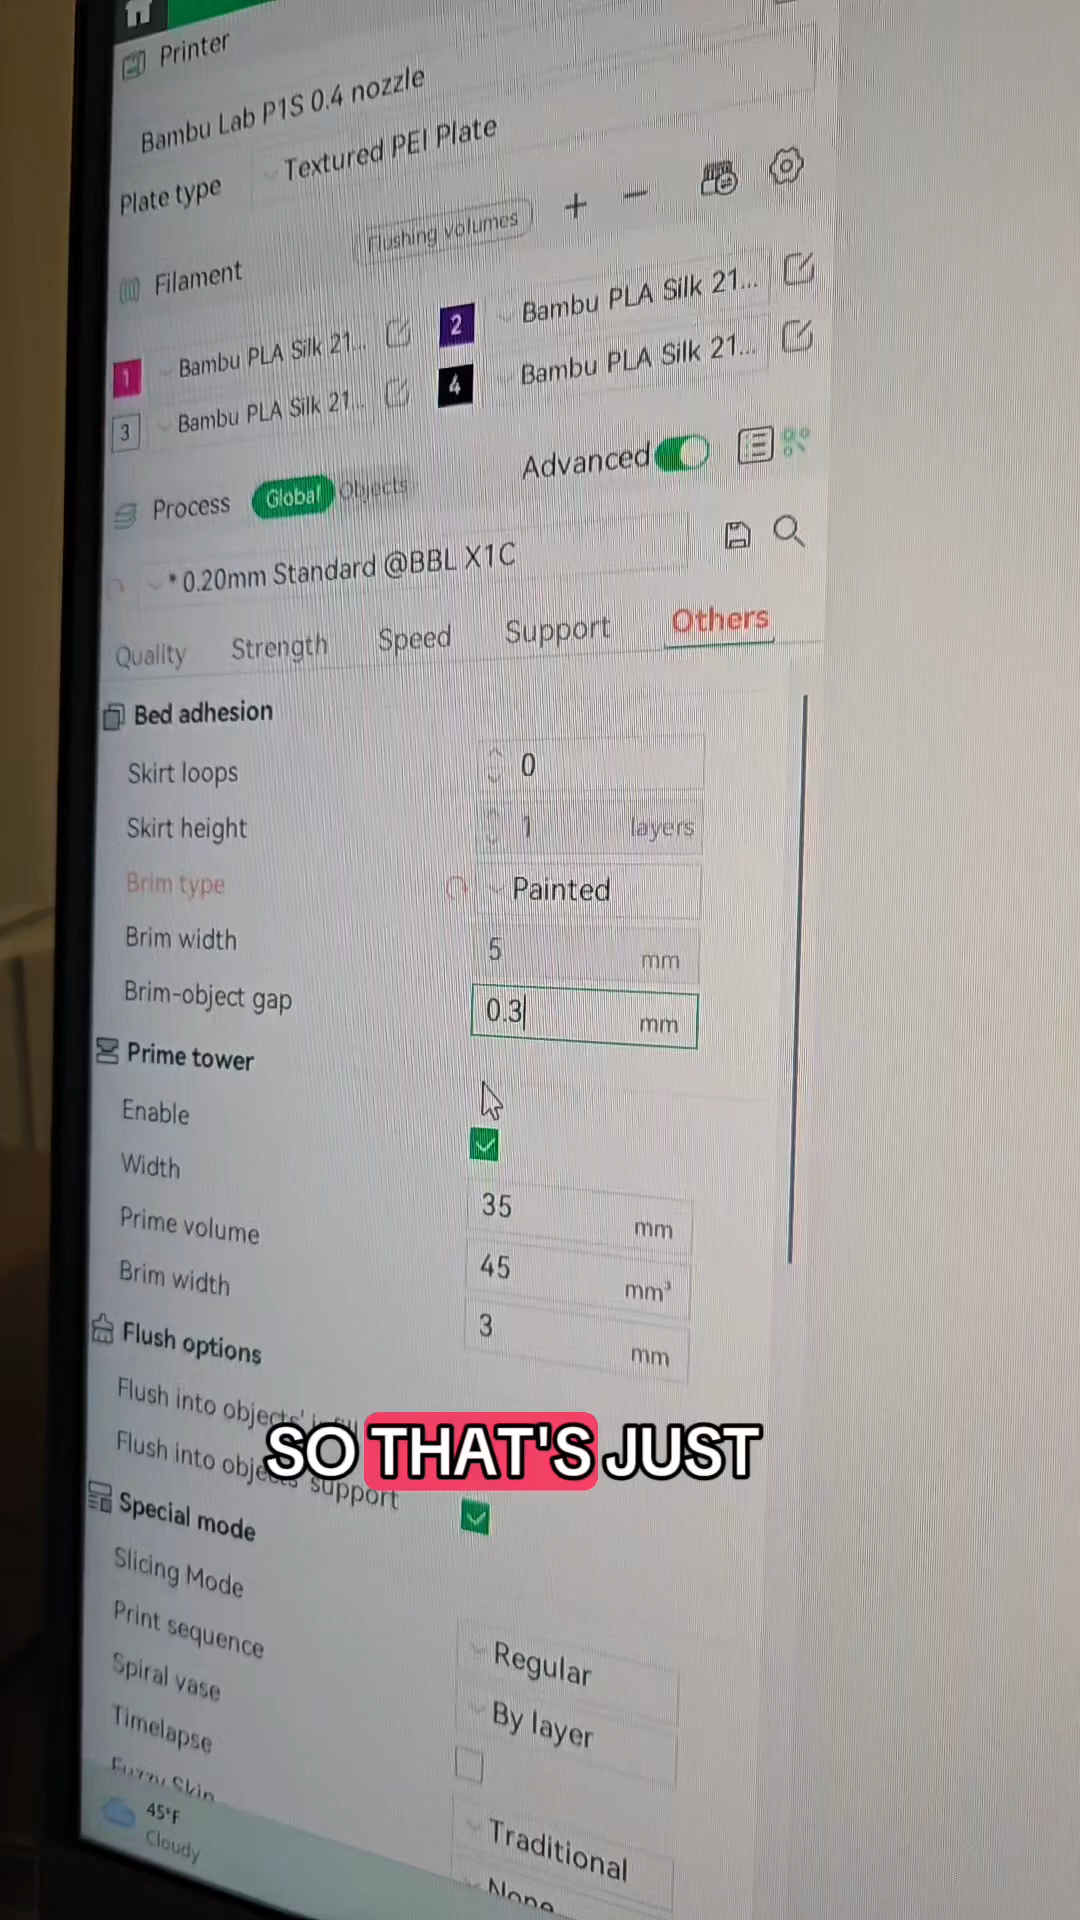 Printer
Bambu Lab P1S 0.4 nozzle
Plate type Textured PEI Plate
Flushing volumes + −
Filament
1 Bambu PLA Silk 21... 2 Bambu PLA Silk 21...
3 Bambu PLA Silk 21... 4 Bambu PLA Silk 21...
Process Global Objects Advanced
* 0.20mm Standard @BBL X1C
Quality Strength Speed Support Others
Bed adhesion
Skirt loops 0
Skirt height 1 layers
Brim type Painted
Brim width 5 mm
Brim-object gap 0.3 mm
Prime tower
Enable
Width 35 mm
Prime volume 45 mm³
Brim width 3 mm
Flush options
Flush into objects'
Flush into objects' support
SO THAT'S JUST
Special mode
Slicing Mode Regular
Print sequence By layer
Spiral vase
Timelapse Traditional
Fuzzy Skin None
45°F
Cloudy